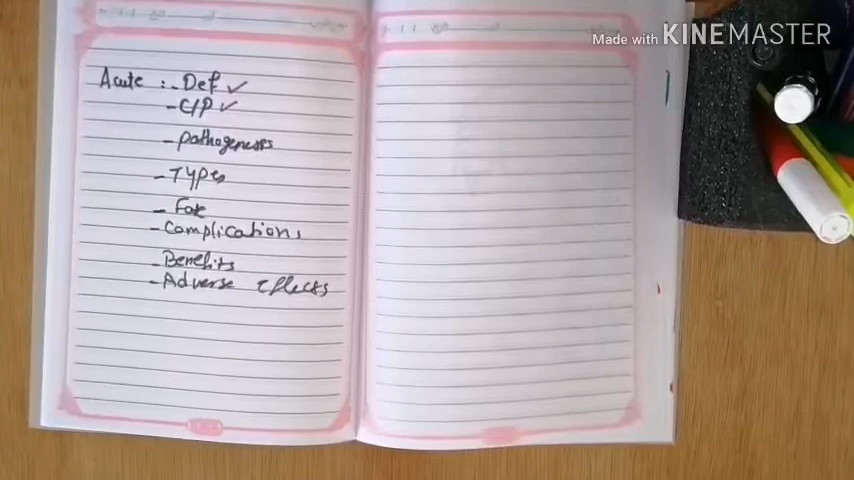 Made with KINEMASTER
Acute :- Def ✓
- C/P ✓
- pathogenesis
- Types
- Fate
- Complications,
- Benefits
- Adverse effects